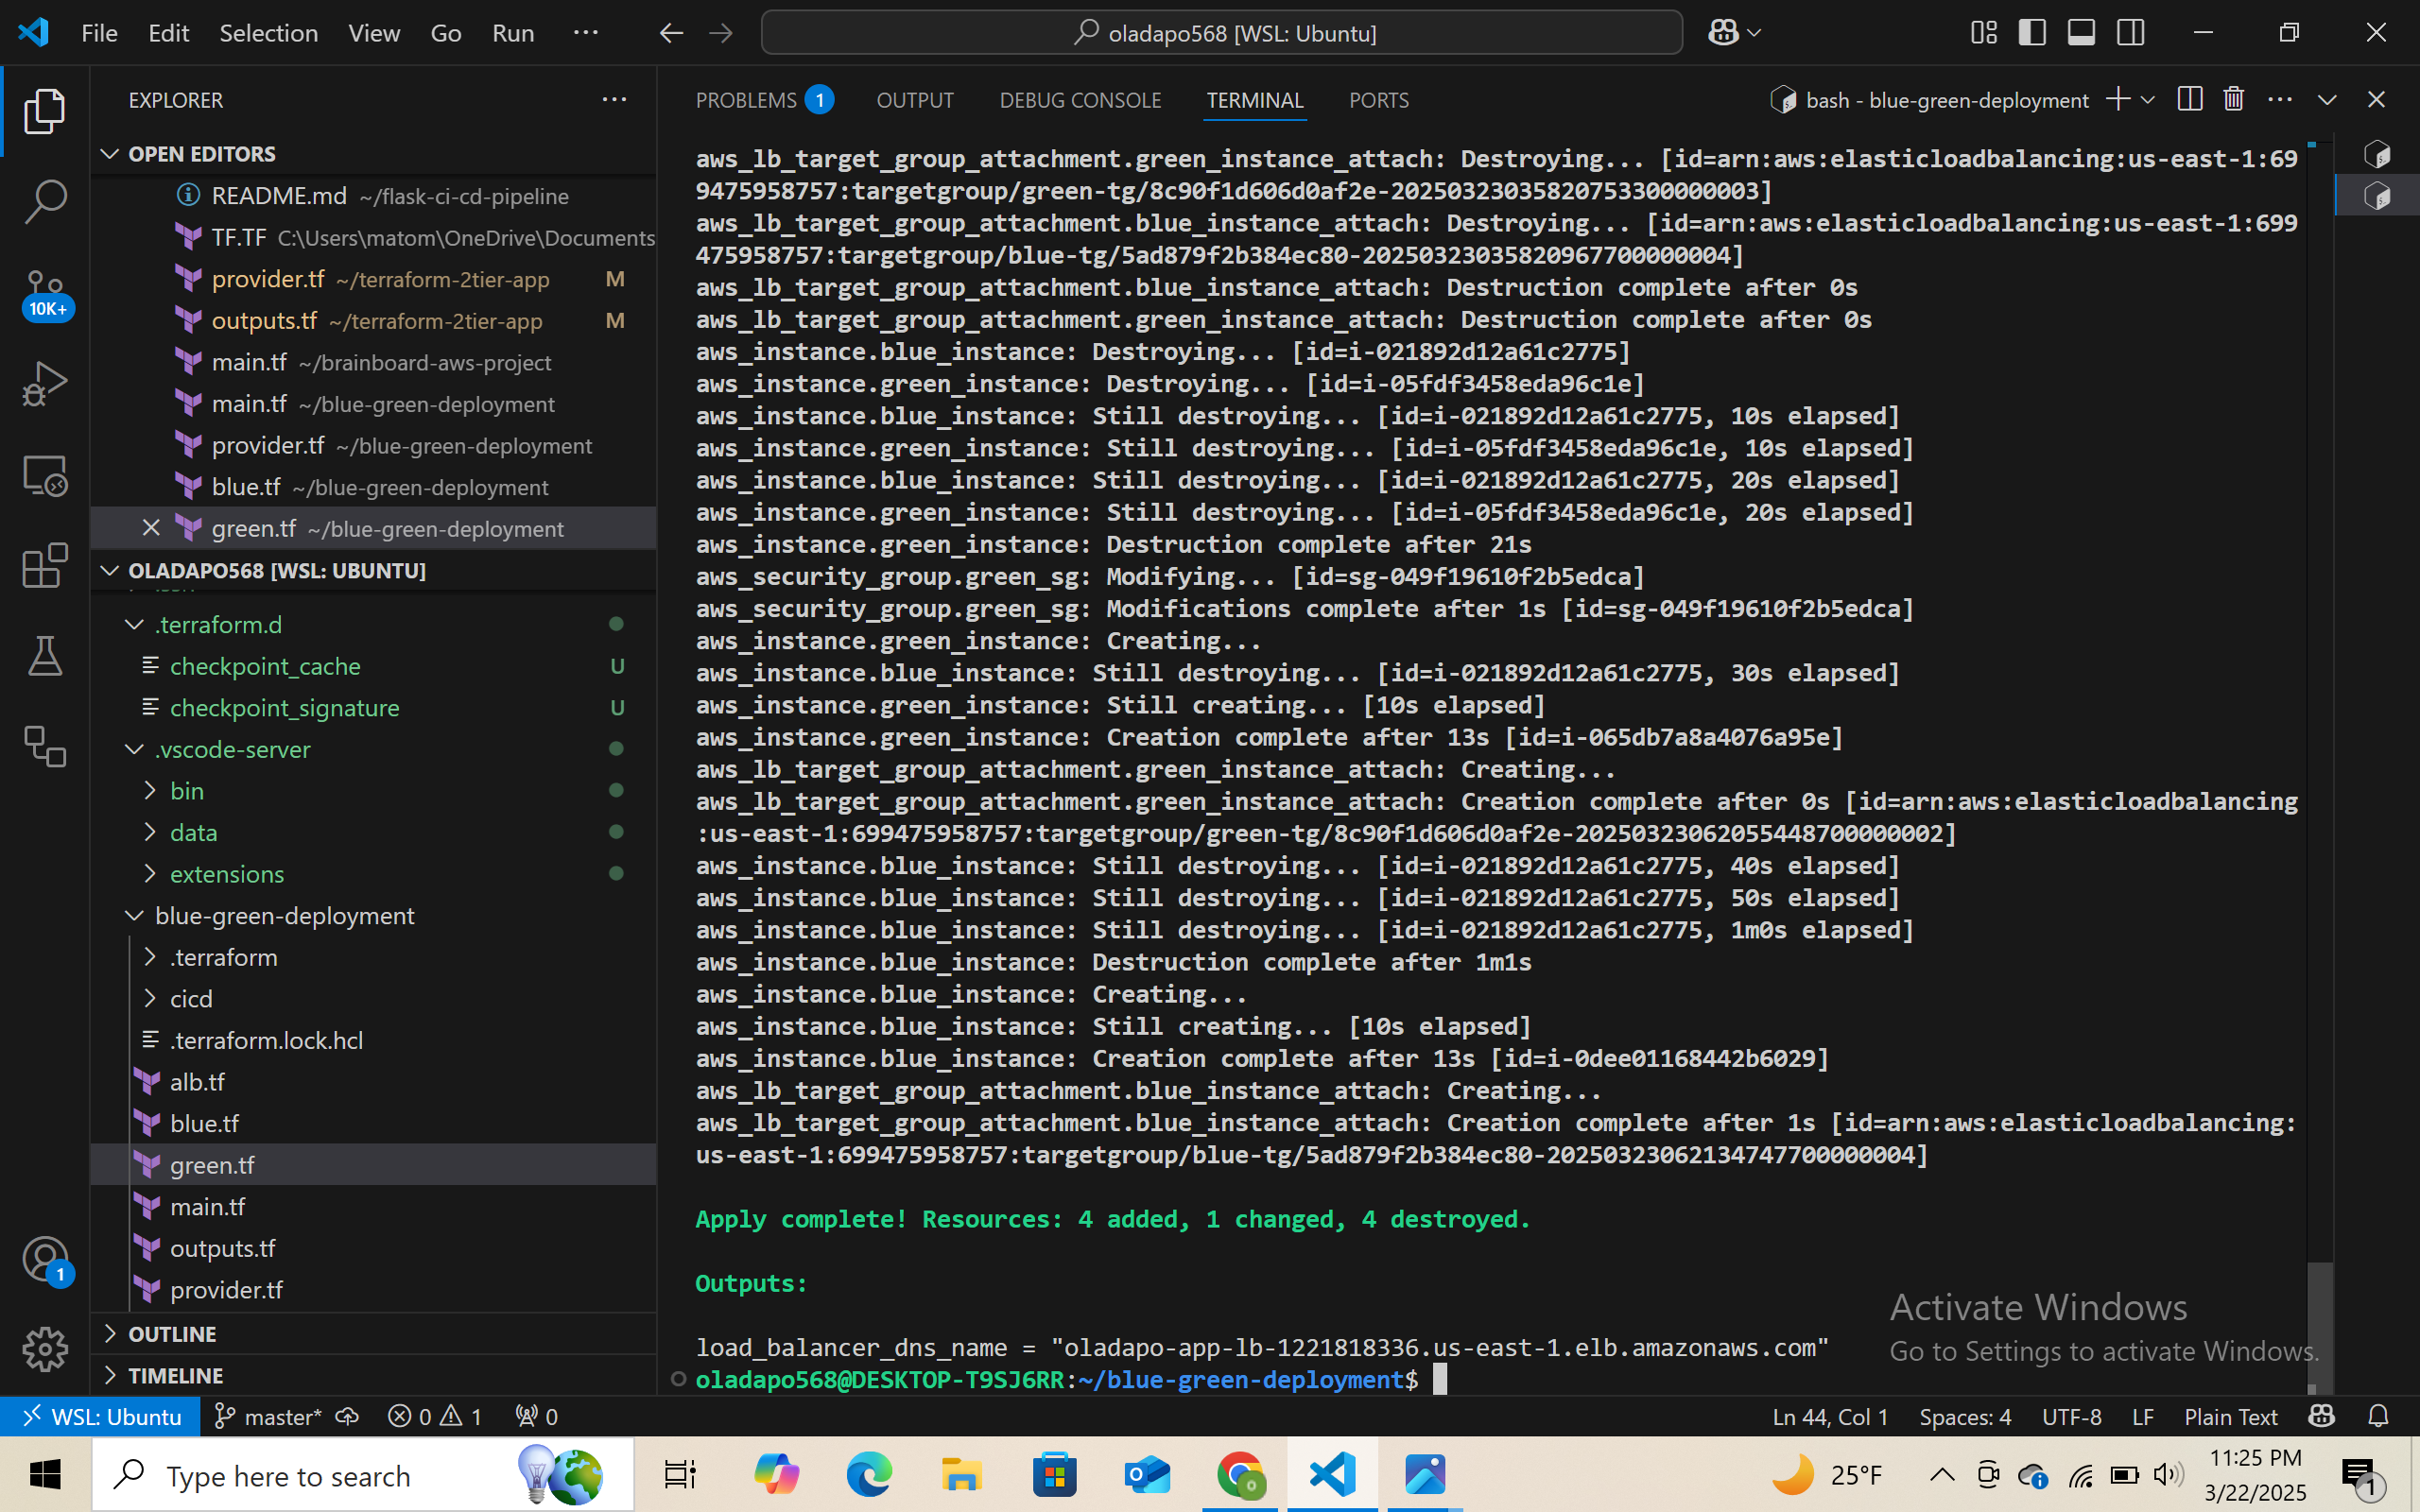 File Edit Selection View Go Run ··· oladapo568 [WSL: Ubuntu]
EXPLORER
OPEN EDITORS
README.md ~/flask-ci-cd-pipeline
TF.TF C:\Users\matom\OneDrive\Documents
provider.tf ~/terraform-2tier-app M
outputs.tf ~/terraform-2tier-app M
main.tf ~/brainboard-aws-project
main.tf ~/blue-green-deployment
provider.tf ~/blue-green-deployment
blue.tf ~/blue-green-deployment
green.tf ~/blue-green-deployment
10K+
OLADAPO568 [WSL: UBUNTU]
.terraform.d
checkpoint_cache U
checkpoint_signature U
.vscode-server
bin
data
extensions
blue-green-deployment
.terraform
cicd
.terraform.lock.hcl
alb.tf
blue.tf
green.tf
main.tf
outputs.tf
provider.tf
1
OUTLINE
TIMELINE
PROBLEMS 1 OUTPUT DEBUG CONSOLE TERMINAL PORTS bash - blue-green-deployment
aws_lb_target_group_attachment.green_instance_attach: Destroying... [id=arn:aws:elasticloadbalancing:us-east-1:69
9475958757:targetgroup/green-tg/8c90f1d606d0af2e-20250323035820753300000003]
aws_lb_target_group_attachment.blue_instance_attach: Destroying... [id=arn:aws:elasticloadbalancing:us-east-1:699
475958757:targetgroup/blue-tg/5ad879f2b384ec80-20250323035820967700000004]
aws_lb_target_group_attachment.blue_instance_attach: Destruction complete after 0s
aws_lb_target_group_attachment.green_instance_attach: Destruction complete after 0s
aws_instance.blue_instance: Destroying... [id=i-021892d12a61c2775]
aws_instance.green_instance: Destroying... [id=i-05fdf3458eda96c1e]
aws_instance.blue_instance: Still destroying... [id=i-021892d12a61c2775, 10s elapsed]
aws_instance.green_instance: Still destroying... [id=i-05fdf3458eda96c1e, 10s elapsed]
aws_instance.blue_instance: Still destroying... [id=i-021892d12a61c2775, 20s elapsed]
aws_instance.green_instance: Still destroying... [id=i-05fdf3458eda96c1e, 20s elapsed]
aws_instance.green_instance: Destruction complete after 21s
aws_security_group.green_sg: Modifying... [id=sg-049f19610f2b5edca]
aws_security_group.green_sg: Modifications complete after 1s [id=sg-049f19610f2b5edca]
aws_instance.green_instance: Creating...
aws_instance.blue_instance: Still destroying... [id=i-021892d12a61c2775, 30s elapsed]
aws_instance.green_instance: Still creating... [10s elapsed]
aws_instance.green_instance: Creation complete after 13s [id=i-065db7a8a4076a95e]
aws_lb_target_group_attachment.green_instance_attach: Creating...
aws_lb_target_group_attachment.green_instance_attach: Creation complete after 0s [id=arn:aws:elasticloadbalancing
:us-east-1:699475958757:targetgroup/green-tg/8c90f1d606d0af2e-20250323062055448700000002]
aws_instance.blue_instance: Still destroying... [id=i-021892d12a61c2775, 40s elapsed]
aws_instance.blue_instance: Still destroying... [id=i-021892d12a61c2775, 50s elapsed]
aws_instance.blue_instance: Still destroying... [id=i-021892d12a61c2775, 1m0s elapsed]
aws_instance.blue_instance: Destruction complete after 1m1s
aws_instance.blue_instance: Creating...
aws_instance.blue_instance: Still creating... [10s elapsed]
aws_instance.blue_instance: Creation complete after 13s [id=i-0dee01168442b6029]
aws_lb_target_group_attachment.blue_instance_attach: Creating...
aws_lb_target_group_attachment.blue_instance_attach: Creation complete after 1s [id=arn:aws:elasticloadbalancing:
us-east-1:699475958757:targetgroup/blue-tg/5ad879f2b384ec80-20250323062134747700000004]
Apply complete! Resources: 4 added, 1 changed, 4 destroyed.
Outputs:
load_balancer_dns_name = "oladapo-app-lb-1221818336.us-east-1.elb.amazonaws.com"
oladapo568@DESKTOP-T9SJ6RR:~/blue-green-deployment$
Activate Windows
Go to Settings to activate Windows.
WSL: Ubuntu master* 0 1 0 Ln 44, Col 1 Spaces: 4 UTF-8 LF Plain Text
Type here to search 25°F 11:25 PM
3/22/2025 1